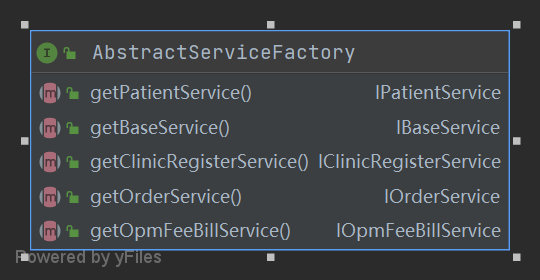 I AbstractServiceFactory
m getPatientService() IPatientService
m getBaseService() IBaseService
m getClinicRegisterService() IClinicRegisterService
m getOrderService() IOrderService
m getOpmFeeBillService() IOpmFeeBillService
Powered by yFiles